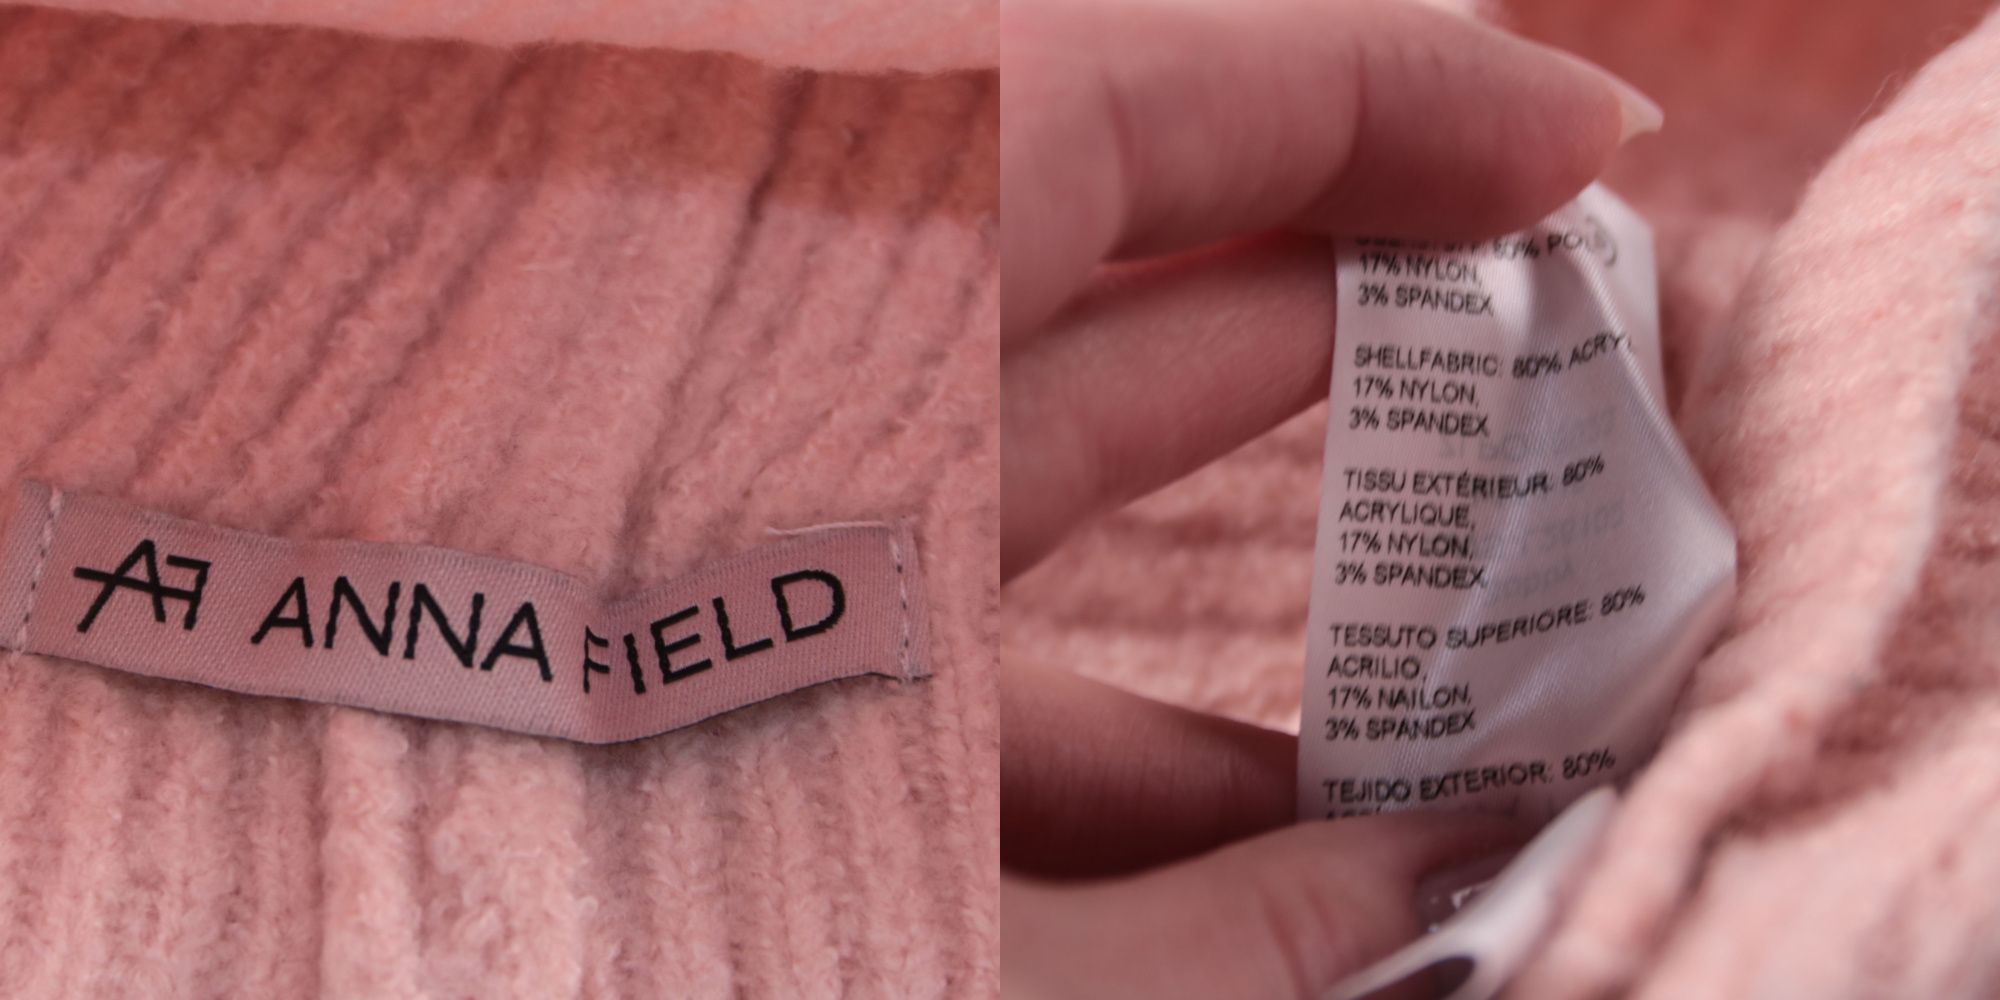 AF ANNA FIELD
80%
17% NYLON,
3% SPANDEX
SHELLFABRIC: 80%
17% NYLON,
3% SPANDEX
TISSU EXTÉRIEUR: 80%
ACRYLIQUE,
17% NYLON,
3% SPANDEX
TESSUTO SUPERIORE: 80%
ACRILIO,
17% NAILON,
3% SPANDEX
TEJIDO EXTERIOR: 80%